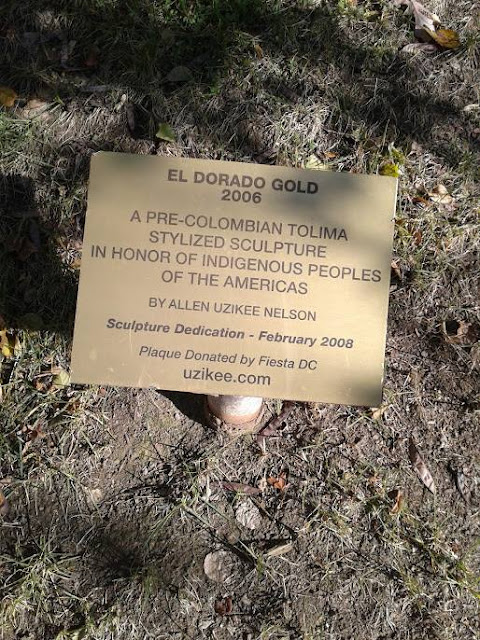 EL DORADO GOLD
2006
A PRE-COLOMBIAN TOLIMA
STYLIZED SCULPTURE
IN HONOR OF INDIGENOUS PEOPLES
OF THE AMERICAS
BY ALLEN UZIKEE NELSON
Sculpture Dedication - February 2008
Plaque Donated by Fiesta DC
uzikee.com